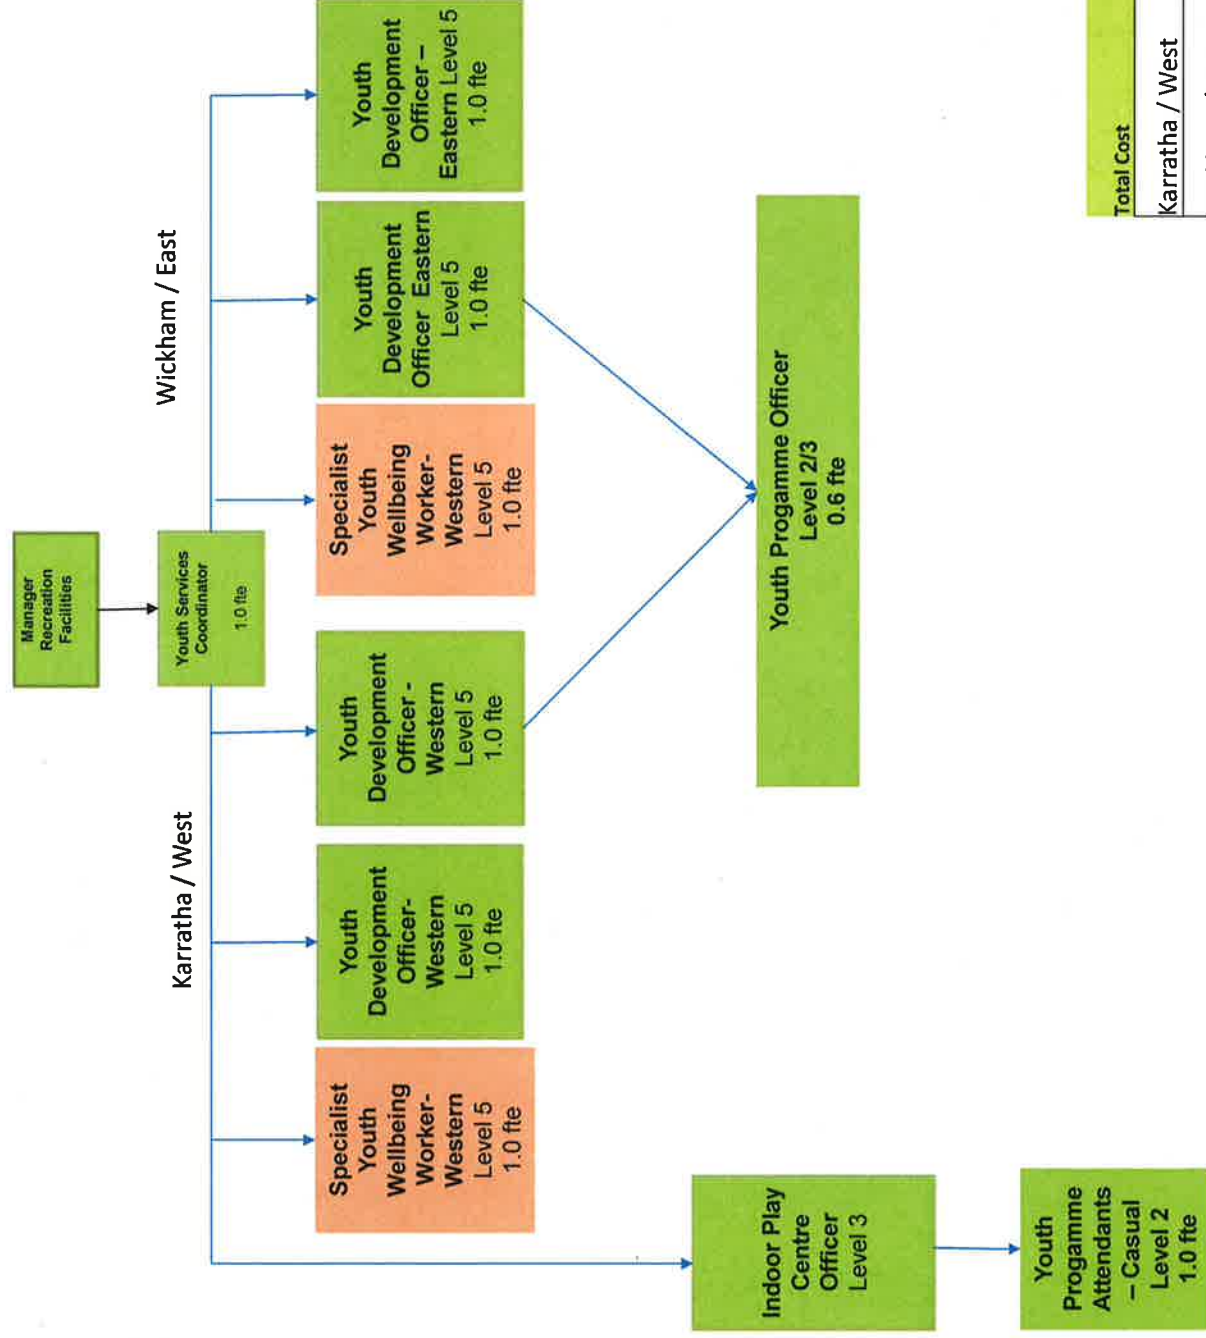 Manager
Recreation
Facilities
Youth Services
Coordinator
1.0 fte
Karratha / West
Wickham / East
Specialist
Youth
Wellbeing
Worker-
Western
Level 5
1.0 fte
Youth
Development
Officer-
Western
Level 5
1.0 fte
Youth
Development
Officer -
Western
Level 5
1.0 fte
Specialist
Youth
Wellbeing
Worker-
Western
Level 5
1.0 fte
Youth
Development
Officer Eastern
Level 5
1.0 fte
Youth
Development
Officer –
Eastern Level 5
1.0 fte
Indoor Play
Centre
Officer
Level 3
Youth Progamme Officer
Level 2/3
0.6 fte
Youth
Progamme
Attendants
– Casual
Level 2
1.0 fte
Total Cost
Karratha / West